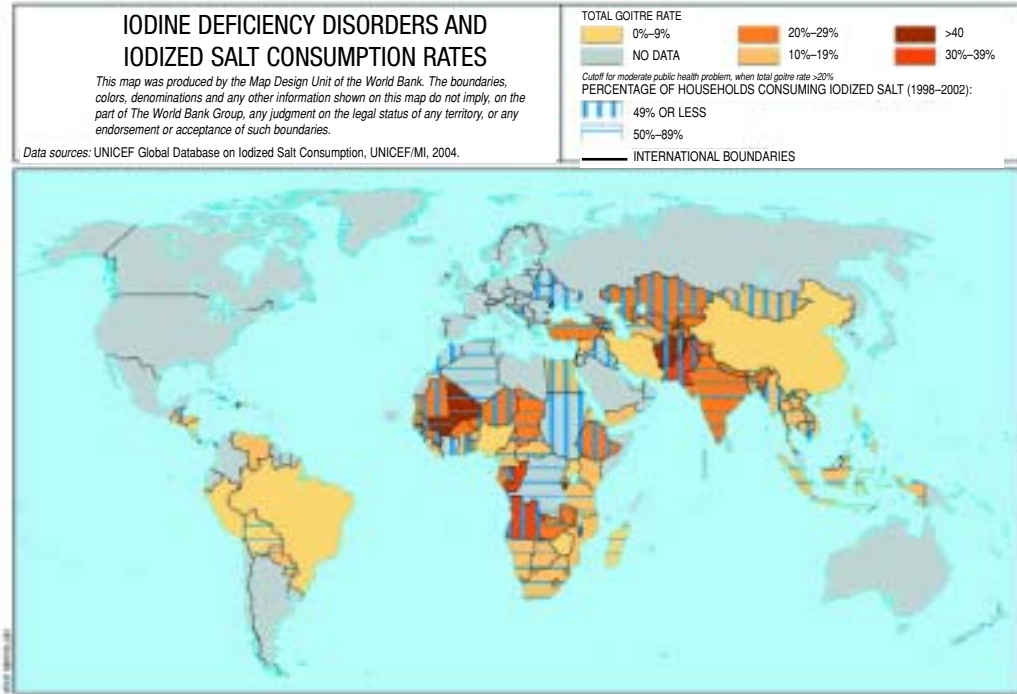 IODINE DEFICIENCY DISORDERS AND
IODIZED SALT CONSUMPTION RATES
This map was produced by the Map Design Unit of the World Bank. The boundaries,
colors, denominations and any other information shown on this map do not imply, on the
part of The World Bank Group, any judgment on the legal status of any territory, or any
endorsement or acceptance of such boundaries.
Data sources: UNICEF Global Database on Iodized Salt Consumption, UNICEF/MI, 2004.
TOTAL GOITRE RATE
0%–9% 20%–29% >40
NO DATA 10%–19% 30%–39%
Cutoff for moderate public health problem, when total goitre rate >20%
PERCENTAGE OF HOUSEHOLDS CONSUMING IODIZED SALT (1998–2002):
49% OR LESS
50%–89%
INTERNATIONAL BOUNDARIES